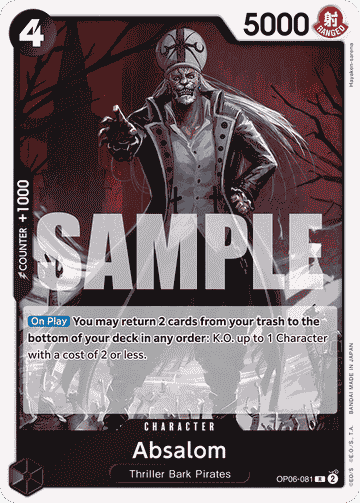 4
5000
射
RANGED
Hayaken-sarena
COUNTER +1000
SAMPLE
On Play You may return 2 cards from your trash to the
bottom of your deck in any order: K.O. up to 1 Character
with a cost of 2 or less.
CHARACTER
Absalom
Thriller Bark Pirates
OP06-081 R 2
©E.S./S. ©E.O./S., T.A. BANDAI MADE IN JAPAN